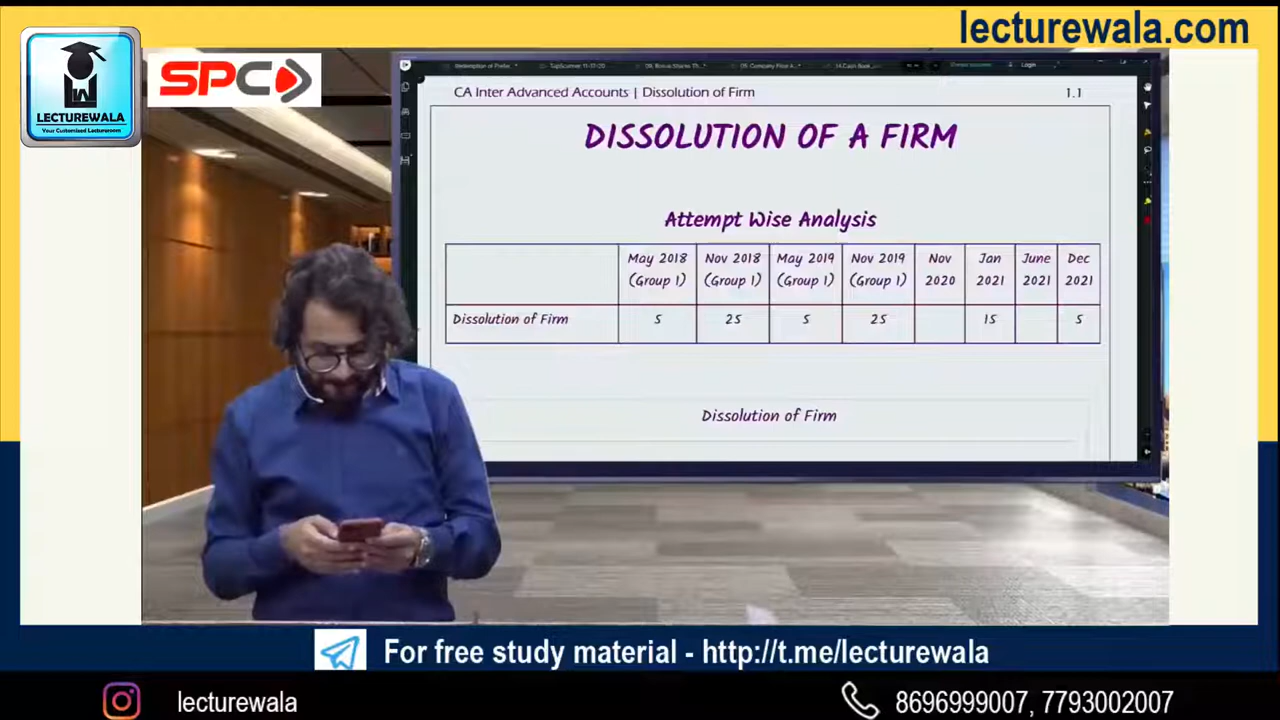 lecturewala.com
LECTUREWALA
Your Customised Lectureroom
SPC
Login
CA Inter Advanced Accounts | Dissolution of Firm
1.1
DISSOLUTION OF A FIRM
Attempt Wise Analysis
May 2018 (Group 1) Nov 2018 (Group 1) May 2019 (Group 1) Nov 2019 (Group 1) Nov 2020 Jan 2021 June 2021 Dec 2021
Dissolution of Firm 5 25 5 25 15 5
Dissolution of Firm
For free study material - http://t.me/lecturewala
lecturewala
8696999007, 7793002007